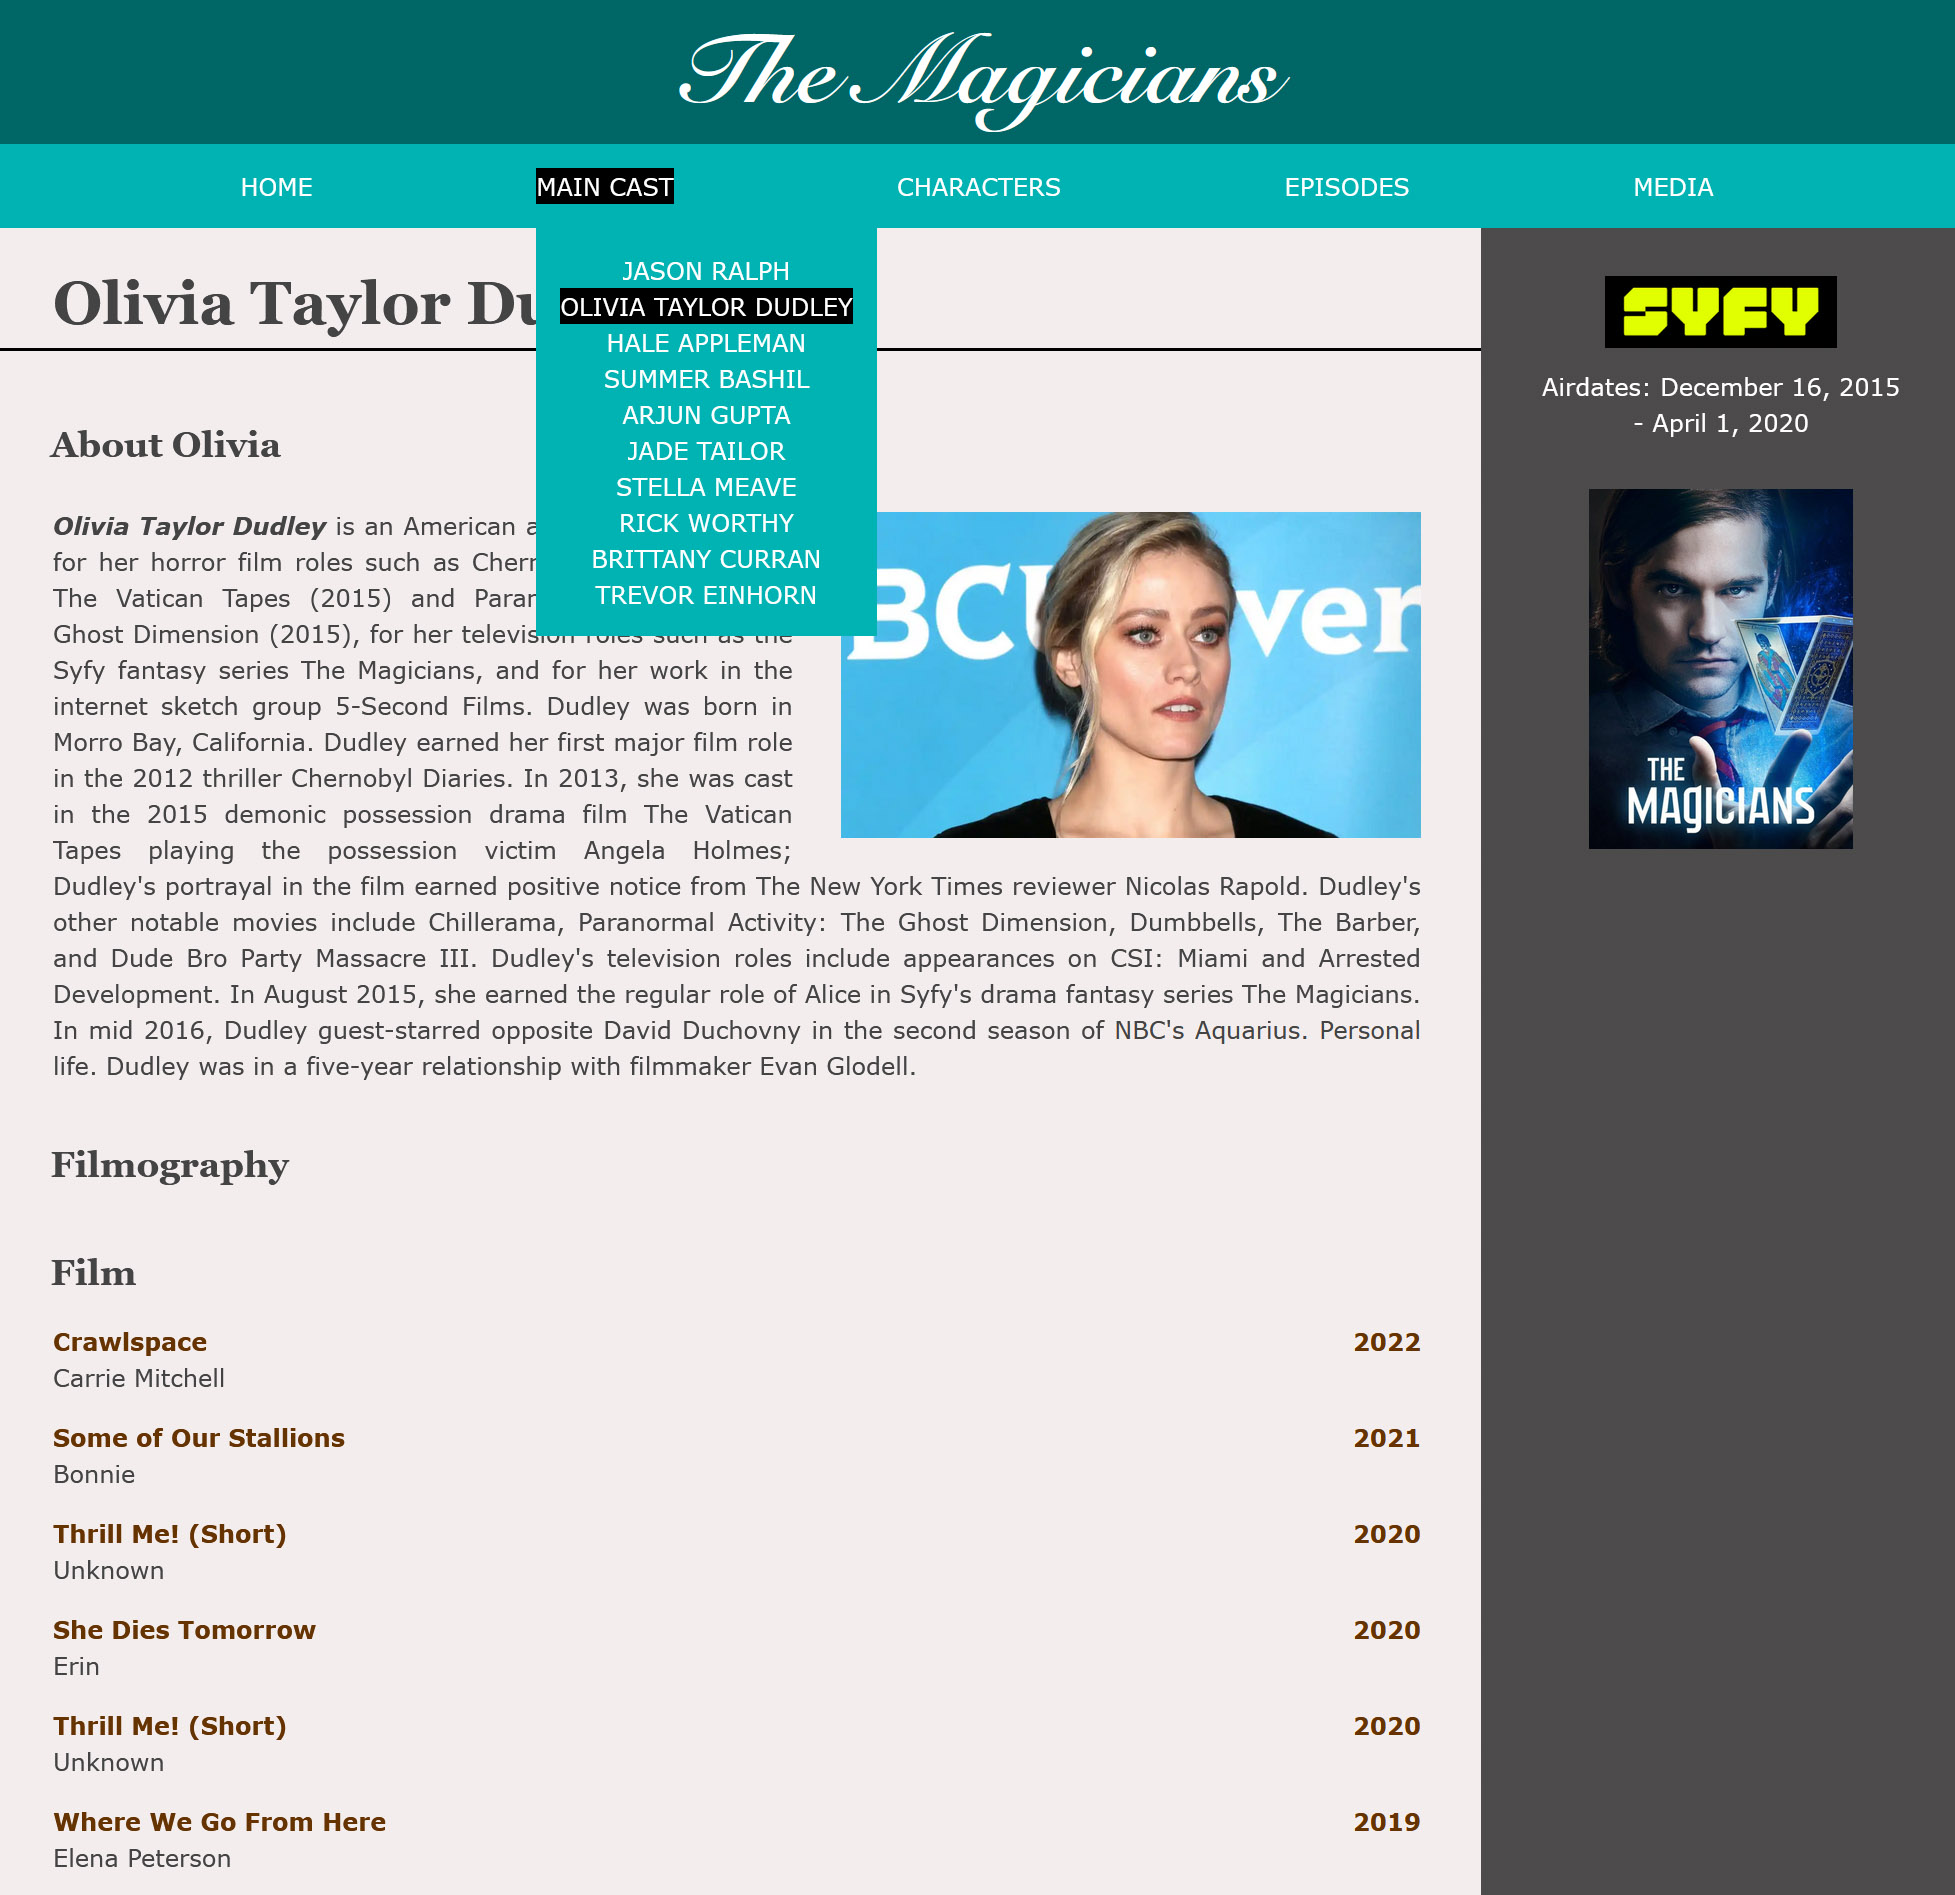 The Magicians
HOME
MAIN CAST
CHARACTERS
EPISODES
MEDIA
JASON RALPH
OLIVIA TAYLOR DUDLEY
HALE APPLEMAN
SUMMER BASHIL
ARJUN GUPTA
JADE TAILOR
STELLA MEAVE
RICK WORTHY
BRITTANY CURRAN
TREVOR EINHORN
Olivia Taylor
About Olivia
Olivia Taylor Dudley is an American
for her horror film roles such as
The Vatican Tapes (2015) and
Ghost Dimension (2015), for her television roles such as the
Syfy fantasy series The Magicians, and for her work in the
internet sketch group 5-Second Films. Dudley was born in
Morro Bay, California. Dudley earned her first major film role
in the 2012 thriller Chernobyl Diaries. In 2013, she was cast
in the 2015 demonic possession drama film The Vatican
Tapes playing the possession victim Angela Holmes;
Dudley's portrayal in the film earned positive notice from The New York Times reviewer Nicolas Rapold. Dudley's
other notable movies include Chillerama, Paranormal Activity: The Ghost Dimension, Dumbbells, The Barber,
and Dude Bro Party Massacre III. Dudley's television roles include appearances on CSI: Miami and Arrested
Development. In August 2015, she earned the regular role of Alice in Syfy's drama fantasy series The Magicians.
In mid 2016, Dudley guest-starred opposite David Duchovny in the second season of NBC's Aquarius. Personal
life. Dudley was in a five-year relationship with filmmaker Evan Glodell.
Filmography
Film
Crawlspace 2022
Carrie Mitchell
Some of Our Stallions 2021
Bonnie
Thrill Me! (Short) 2020
Unknown
She Dies Tomorrow 2020
Erin
Thrill Me! (Short) 2020
Unknown
Where We Go From Here 2019
Elena Peterson
SYFY
Airdates: December 16, 2015
- April 1, 2020
THE
MAGICIANS